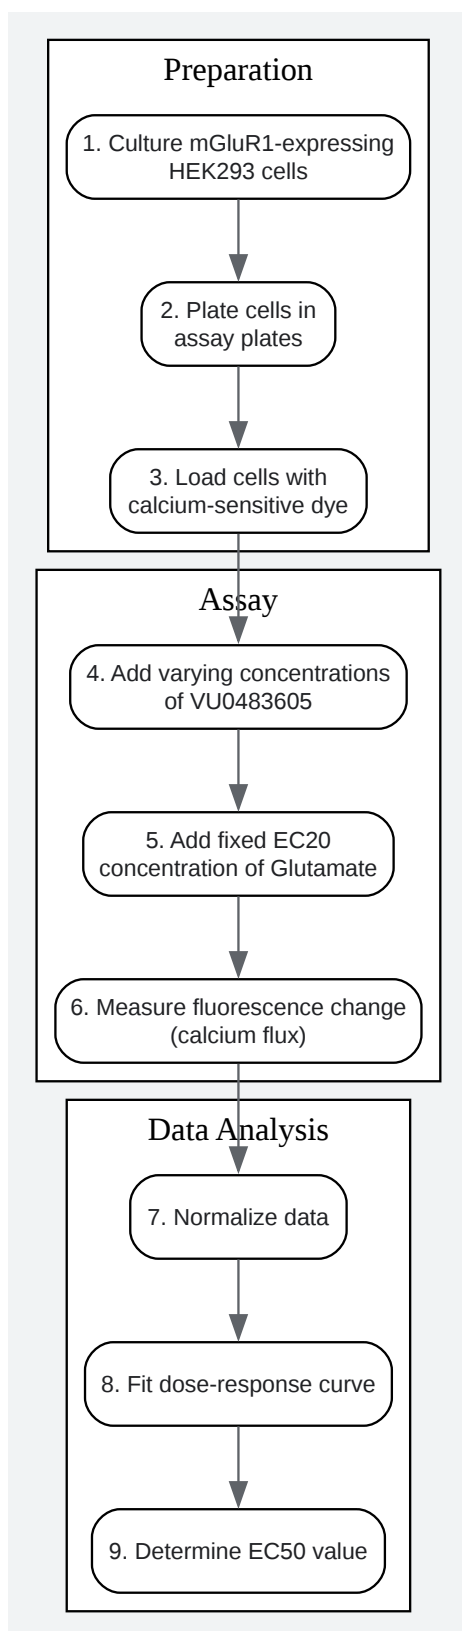 Preparation
1. Culture mGluR1-expressing
HEK293 cells
2. Plate cells in
assay plates
3. Load cells with
calcium-sensitive dye
Assay
4. Add varying concentrations
of VU0483605
5. Add fixed EC20
concentration of Glutamate
6. Measure fluorescence change
(calcium flux)
Data Analysis
7. Normalize data
8. Fit dose-response curve
9. Determine EC50 value